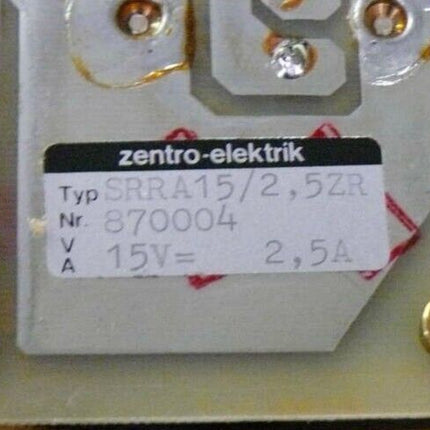 zentro-elektrik
Typ SRRA15/2,5ZR
Nr. 870004
V 15V= 2,5A
A